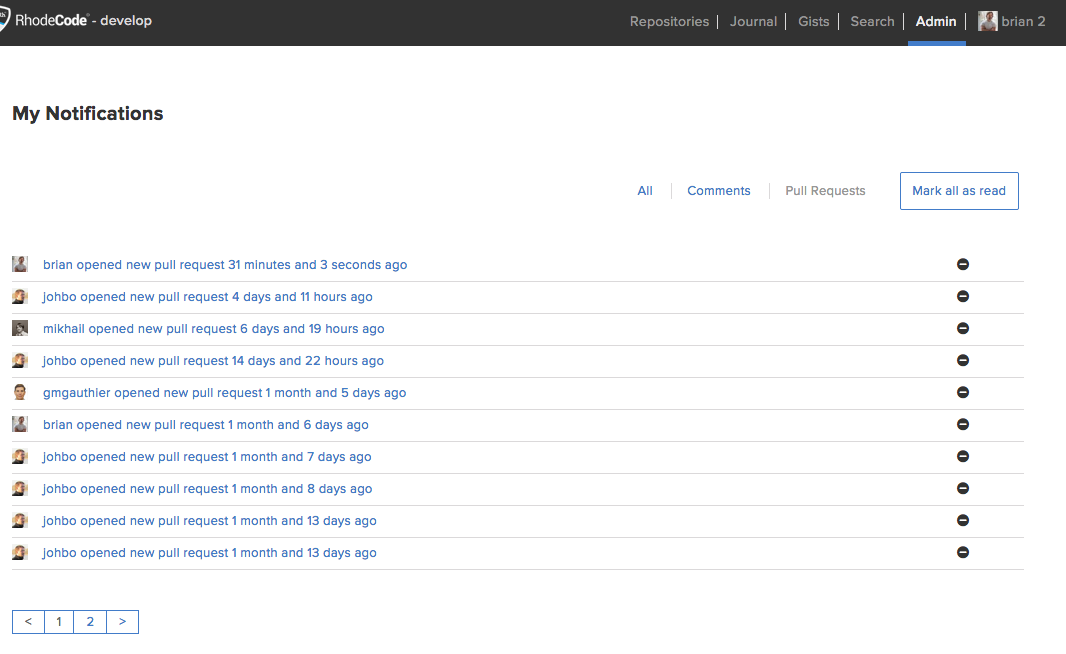 RhodeCode® - develop
Repositories | Journal | Gists | Search | Admin | brian 2
My Notifications
All | Comments | Pull Requests Mark all as read
brian opened new pull request 31 minutes and 3 seconds ago
johbo opened new pull request 4 days and 11 hours ago
mikhail opened new pull request 6 days and 19 hours ago
johbo opened new pull request 14 days and 22 hours ago
gmgauthier opened new pull request 1 month and 5 days ago
brian opened new pull request 1 month and 6 days ago
johbo opened new pull request 1 month and 7 days ago
johbo opened new pull request 1 month and 8 days ago
johbo opened new pull request 1 month and 13 days ago
johbo opened new pull request 1 month and 13 days ago
< 1 2 >